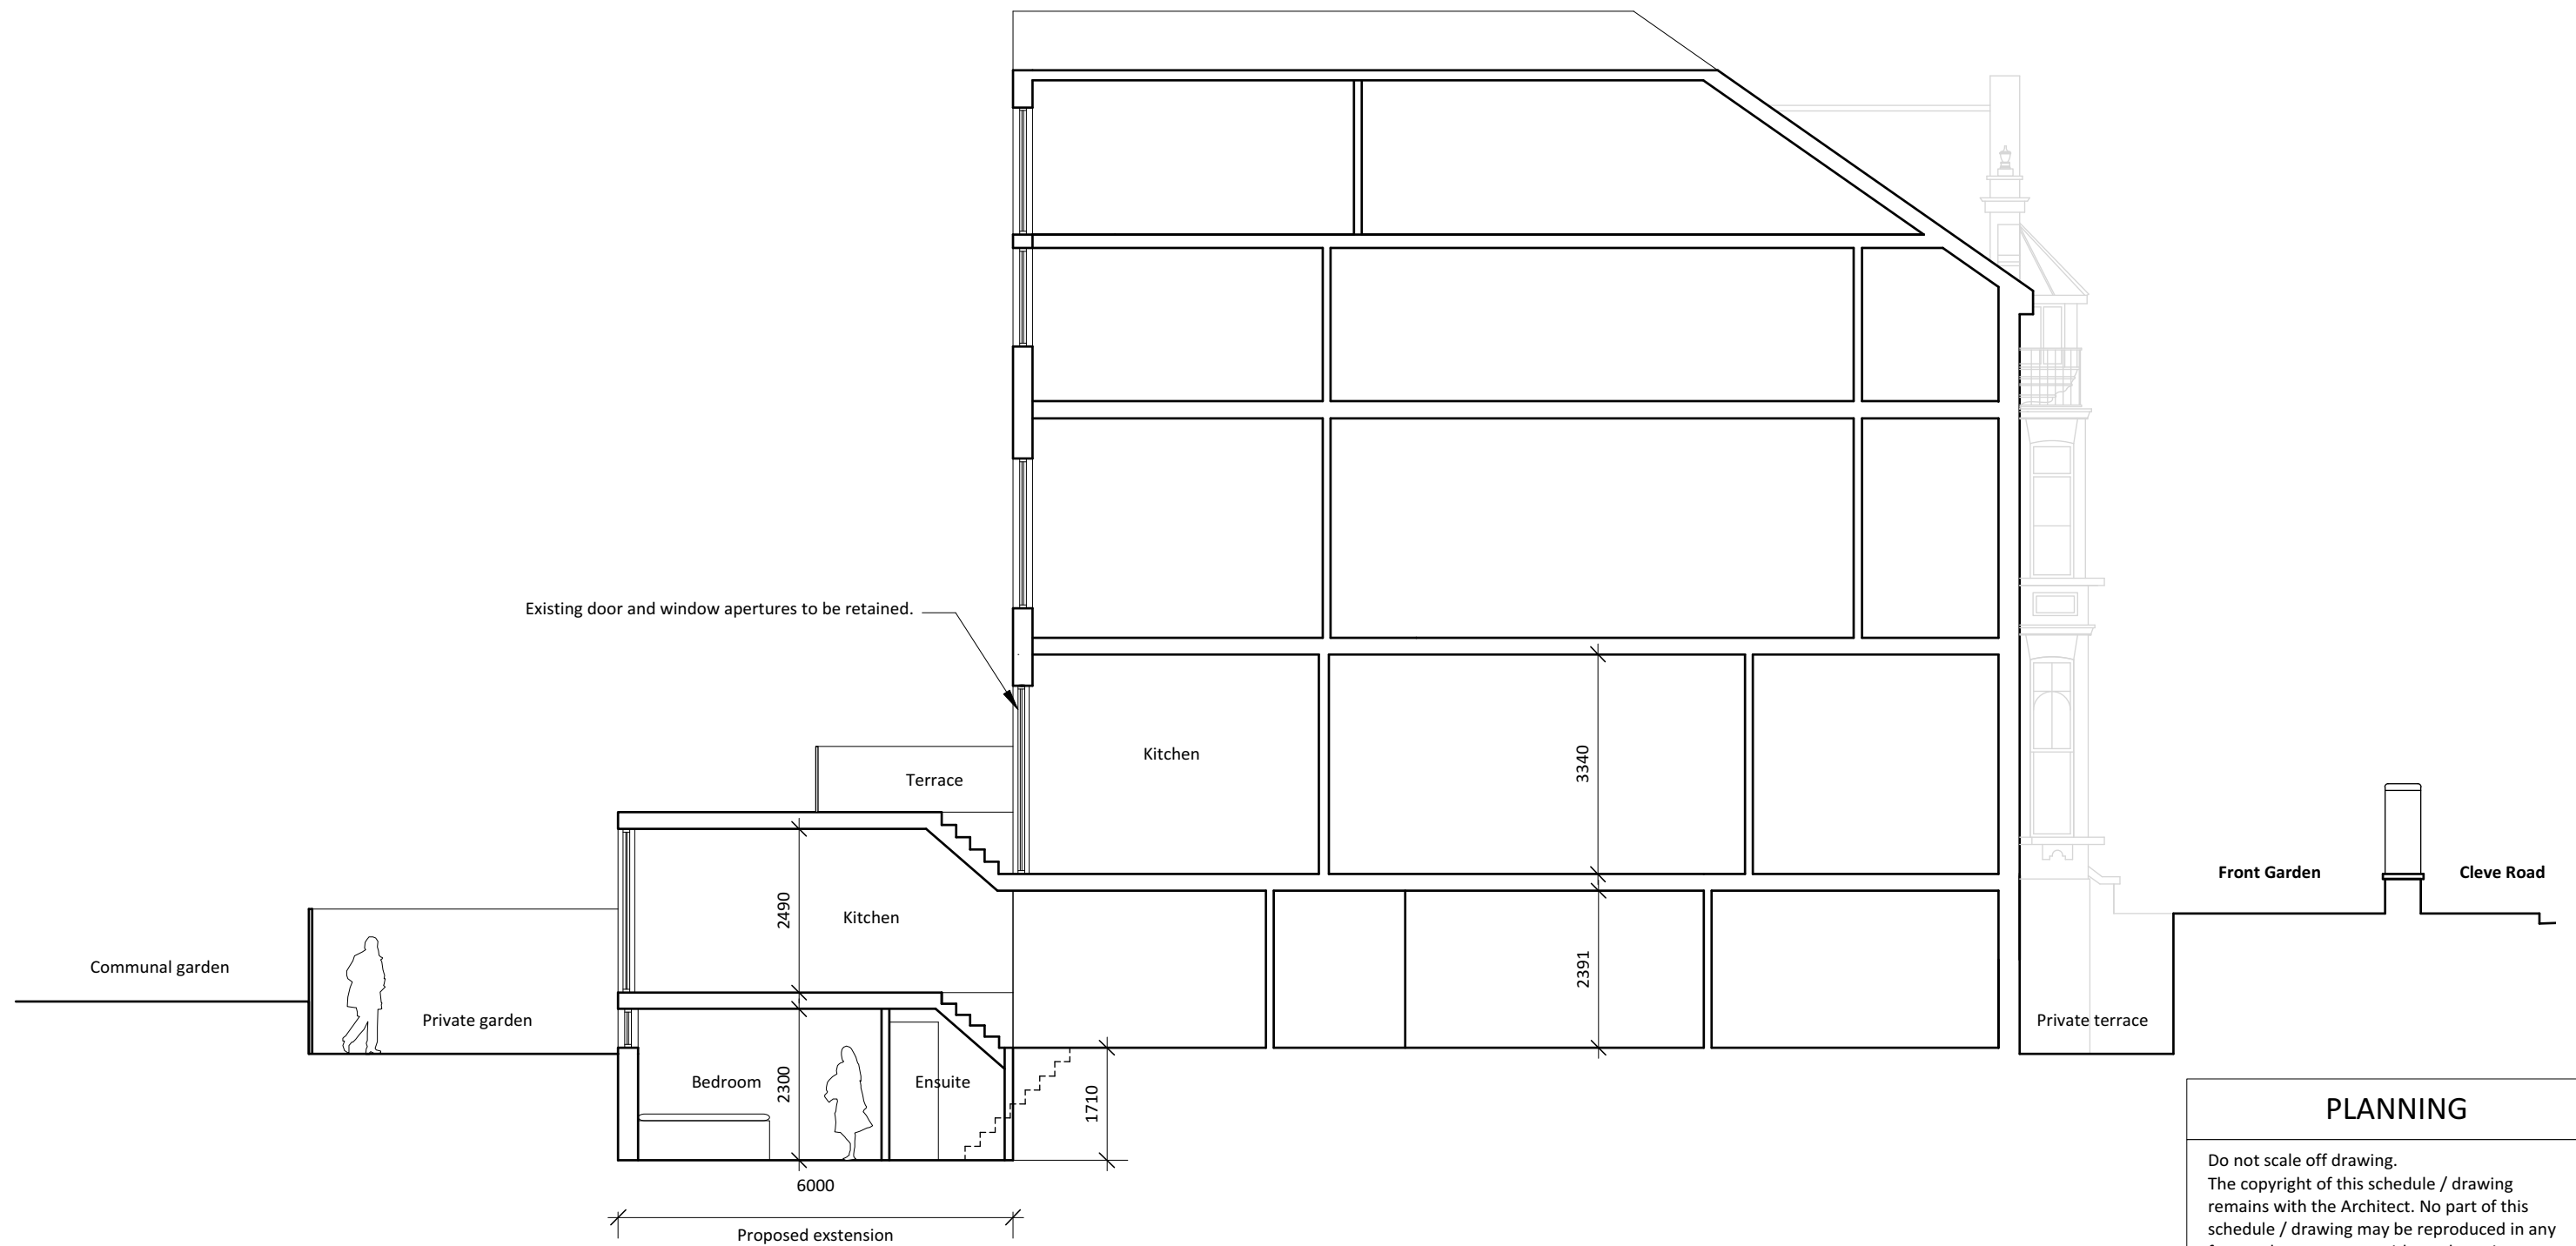 Existing door and window apertures to be retained.
Kitchen
3340
Terrace
Front Garden
Cleve Road
2490
Kitchen
2391
Communal garden
Private garden
Private terrace
Bedroom
2300
Ensuite
1710
6000
Proposed exstension
PLANNING
Do not scale off drawing.
The copyright of this schedule / drawing
remains with the Architect. No part of this
schedule / drawing may be reproduced in any